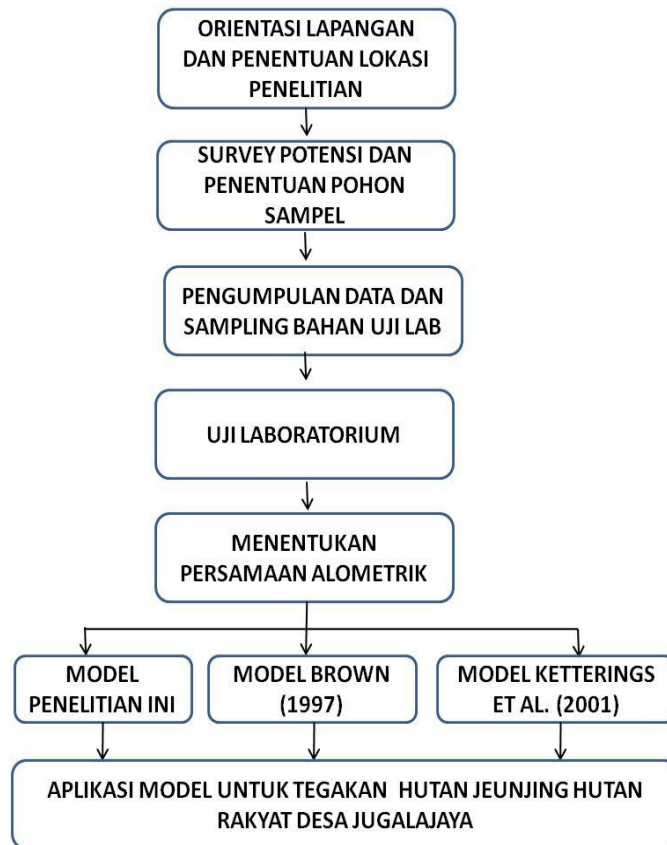 ORIENTASI LAPANGAN
DAN PENENTUAN LOKASI
PENELITIAN
SURVEY POTENSI DAN
PENENTUAN POHON
SAMPEL
PENGUMPULAN DATA DAN
SAMPLING BAHAN UJI LAB
UJI LABORATORIUM
MENENTUKAN
PERSAMAAN ALOMETRIK
MODEL
PENELITIAN INI
MODEL BROWN
(1997)
MODEL KETTERINGS
ET AL. (2001)
APLIKASI MODEL UNTUK TEGAKAN HUTAN JEUNJING HUTAN
RAKYAT DESA JUGALAJAYA